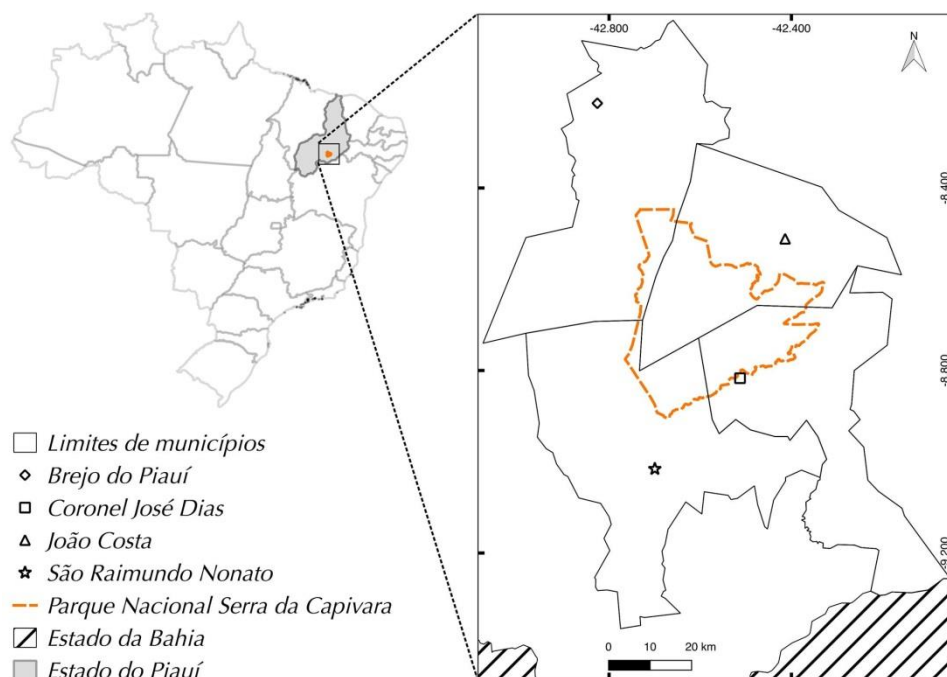 -42.800
-42.400
N
-8.400
-8.800
-9.200
Limites de municípios
Brejo do Piauí
Coronel José Dias
João Costa
São Raimundo Nonato
Parque Nacional Serra da Capivara
Estado da Bahia
Estado do Piauí
0 10 20 km